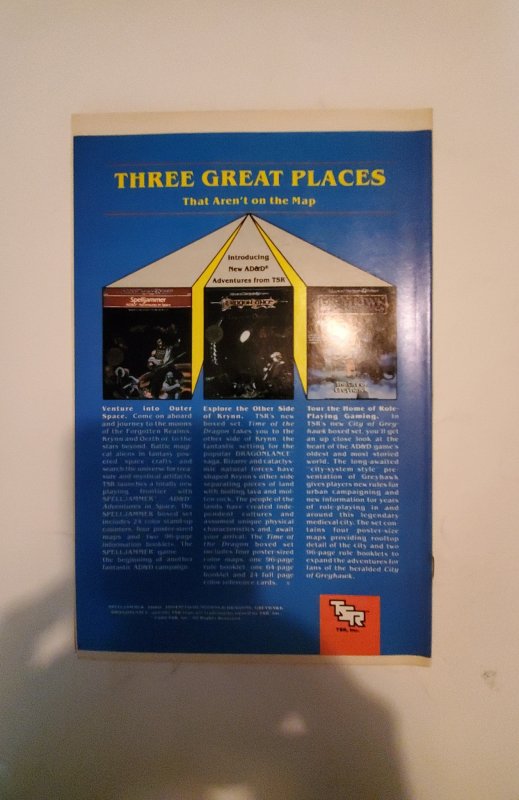 THREE GREAT PLACES
That Aren't on the Map
Introducing
New AD&D®
Adventures from TSR
Spelljammer
GREYHAWK
Greyhawk
Venture into Outer
Space. Come on aboard
and journey to the moons
of the Forgotten Realms,
Krynn and Oerth or to the
stars beyond. Battle magi-
cal aliens in fantasy pow-
ered space crafts and
search the universe for trea-
sure and mystical artifacts.
TSR launches a totally new
playing frontier with
SPELLJAMMER AD&D
Adventures in Space. The
SPELLJAMMER boxed set
includes 24 color stand-up
counters, four poster-sized
maps and two 96-page
information booklets. The
SPELLJAMMER game.
The beginning of another
fantastic AD&D campaign.
Explore the Other Side
of Krynn. TSR's new
boxed set, Time of the
Dragon takes you to the
other side of Krynn, the
fantastic setting for the
popular DRAGONLANCE
saga. Bizarre and cataclys-
mic natural forces have
shaped Krynn's other side
separating pieces of land
with boiling lava and mol-
ten rock. The people of the
lands have created inde-
pendent cultures and
assumed unique physical
characteristics and await
your arrival. The Time of
the Dragon boxed set
includes four poster-sized
color maps, one 96-page
rule booklet, one 64-page
booklet and 24 full page
color reference cards.
Tour the Home of Role-
Playing Gaming. In
TSR's new City of Grey-
hawk boxed set, you'll get
an up close look at the
heart of the AD&D game's
oldest and most storied
world. The long-awaited
"city-system style" pre-
sentation of Greyhawk
gives players new rules for
urban campaigning and
new information for years
of role-playing in and
around this legendary
medieval city. The set con-
tains four poster-size
maps providing rooftop
detail of the city and two
96-page rule booklets to
expand the adventures for
fans of the heralded City
of Greyhawk.
TSR
TSR, Inc.